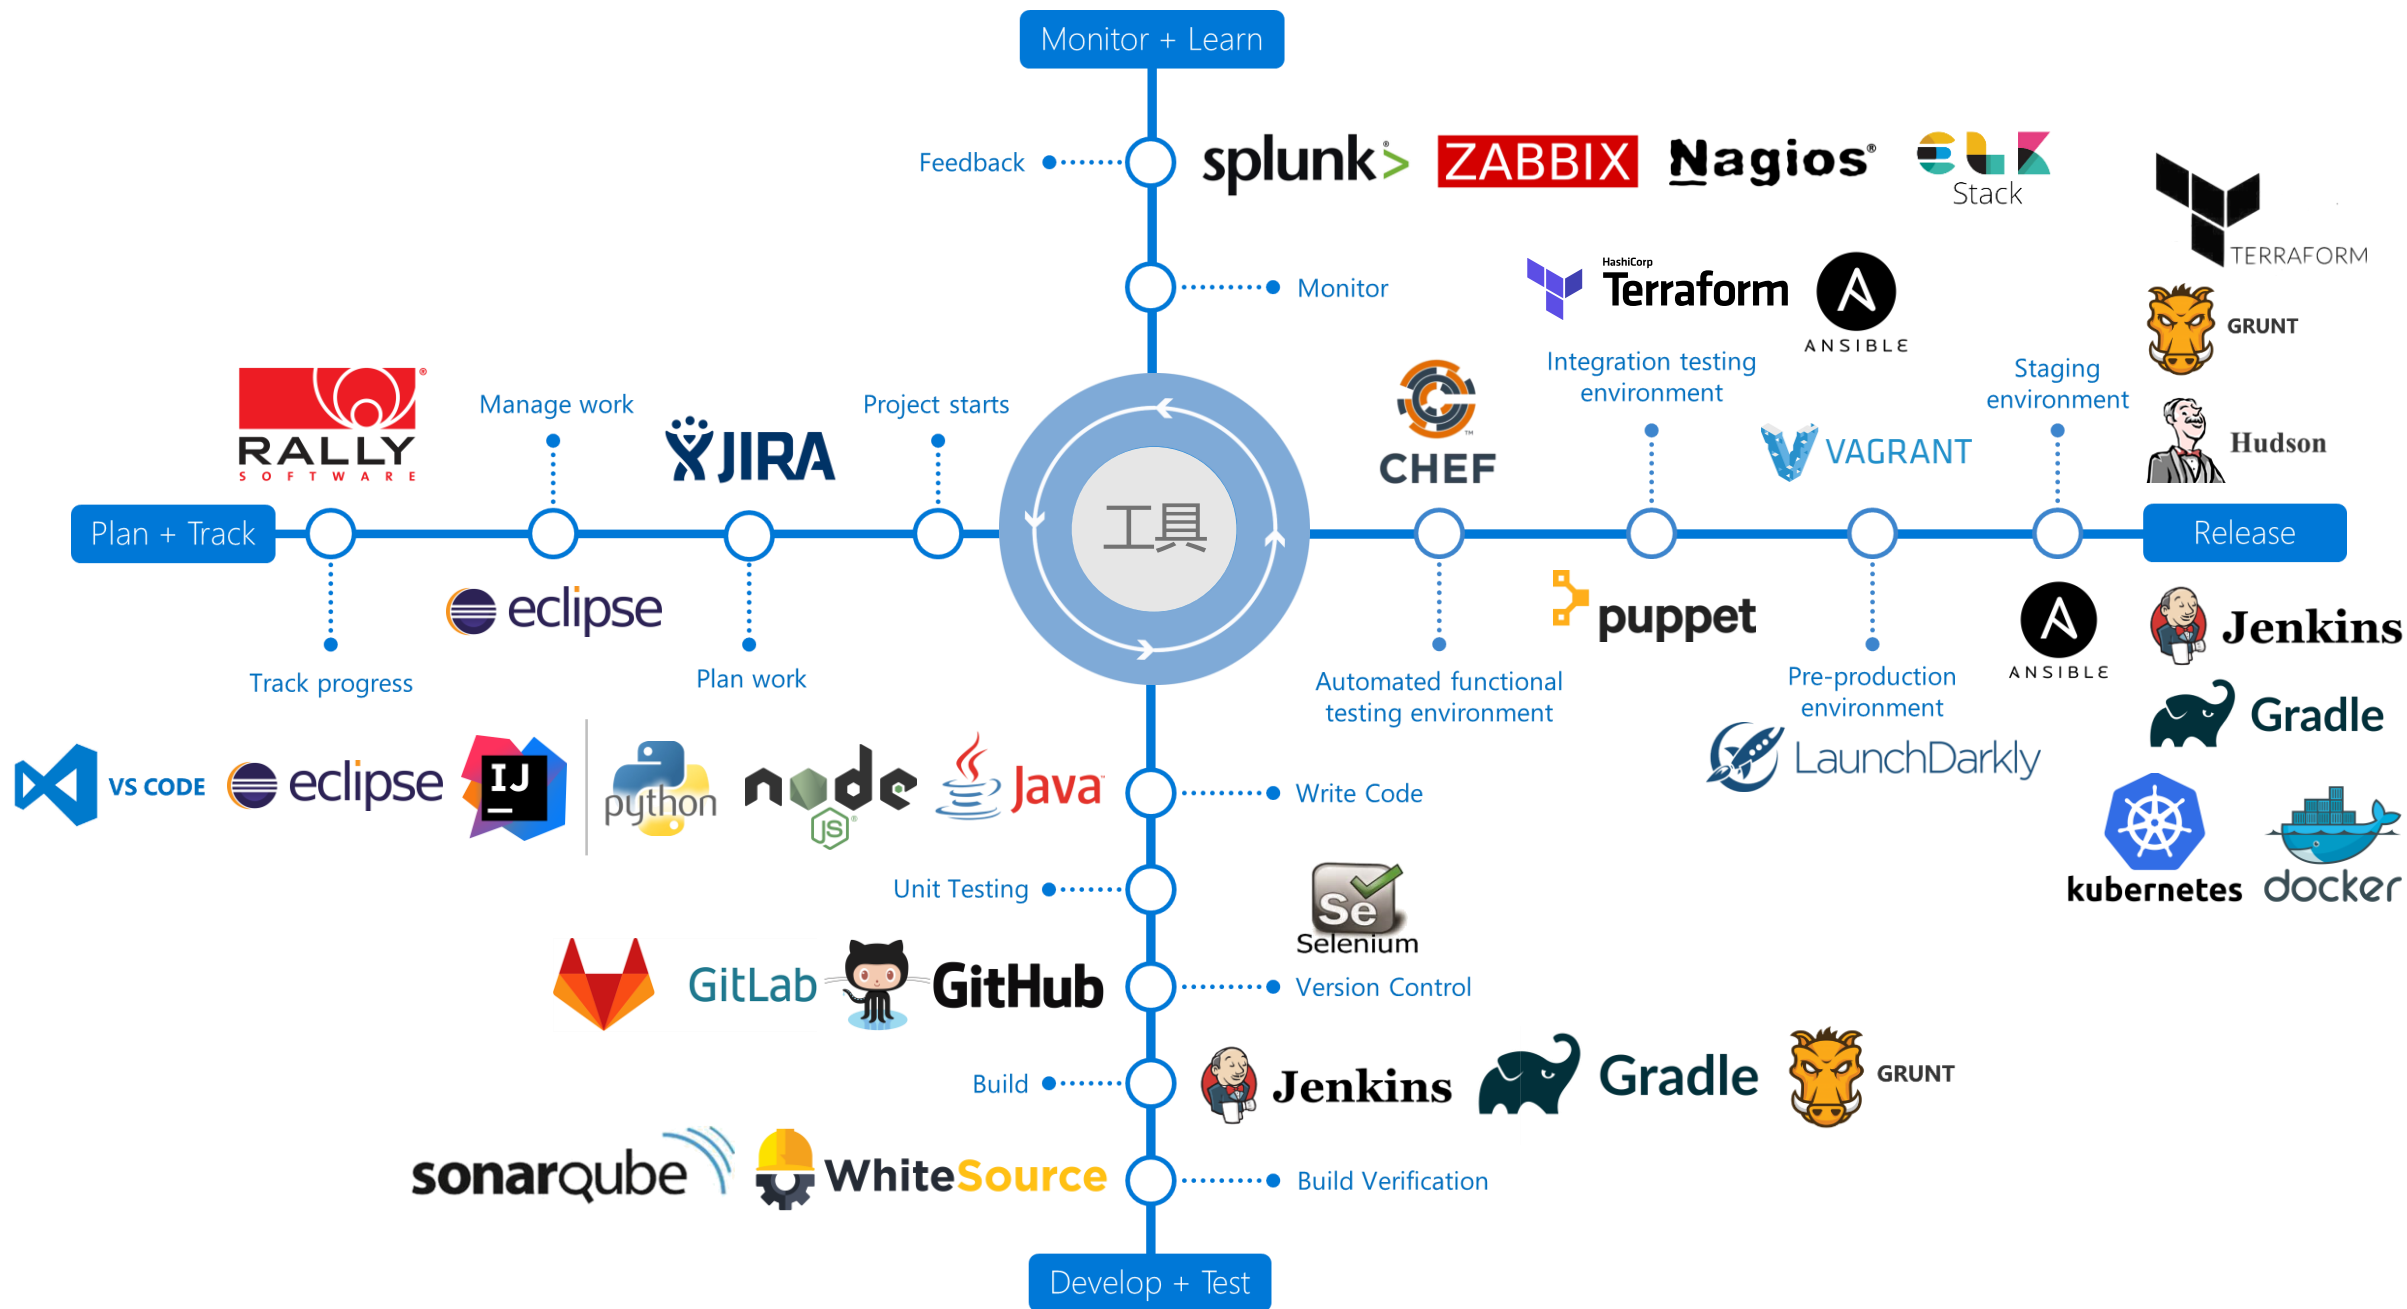 Monitor + Learn
Feedback
splunk>
ZABBIX
Nagios®
Stack
TERRAFORM
Monitor
HashiCorp
Terraform
ANSIBLE
GRUNT
Integration testing
environment
Staging
environment
RALLY
SOFTWARE
Manage work
JIRA
Project starts
CHEF
VAGRANT
Hudson
Plan + Track
工具
Release
eclipse
puppet
ANSIBLE
Jenkins
Track progress
Plan work
Automated functional
testing environment
Pre-production
environment
Gradle
LaunchDarkly
VS CODE
eclipse
IJ
python
node
JS
Java
Write Code
kubernetes
docker
Unit Testing
Se
Selenium
GitLab
GitHub
Version Control
Build
Jenkins
Gradle
GRUNT
sonarqube
WhiteSource
Build Verification
Develop + Test